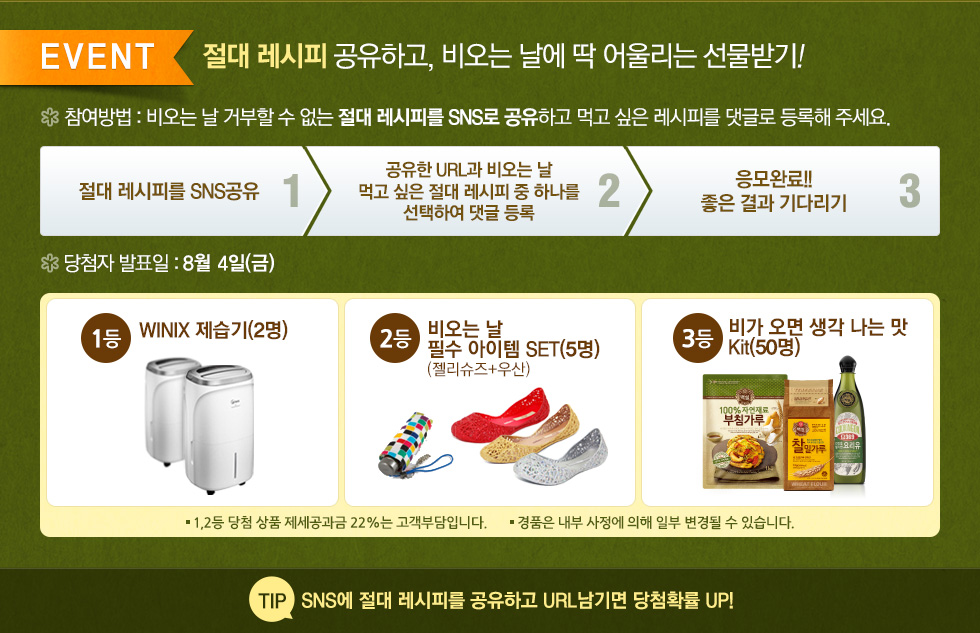 EVENT 절대 레시피 공유하고, 비오는 날에 딱 어울리는 선물받기!
참여방법 : 비오는 날 거부할 수 없는 절대 레시피를 SNS로 공유하고 먹고 싶은 레시피를 댓글로 등록해 주세요.
절대 레시피를 SNS공유 1
공유한 URL과 비오는 날
먹고 싶은 절대 레시피 중 하나를
선택하여 댓글 등록
2
응모완료!!
좋은 결과 기다리기
3
당첨자 발표일 : 8월 4일(금)
1등 WINIX 제습기(2명)
2등 비오는 날
필수 아이템 SET(5명)
(젤리슈즈+우산)
3등 비가 오면 생각 나는 맛
Kit(50명)
100% 자연재료
부침가루
찰
밀가루
요리유
▪ 1,2등 당첨 상품 제세공과금 22%는 고객부담입니다. ▪ 경품은 내부 사정에 의해 일부 변경될 수 있습니다.
TIP SNS에 절대 레시피를 공유하고 URL남기면 당첨확률 UP!